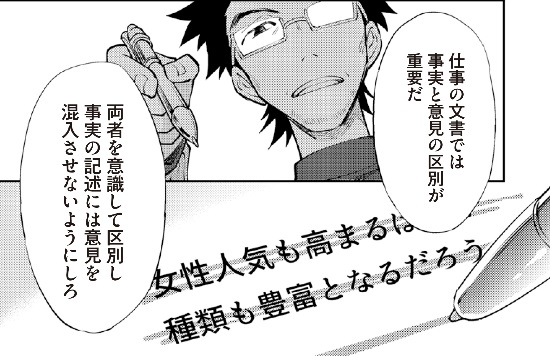 仕事の文書では
事実と意見の区別が
重要だ
両者を意識して区別し
事実の記述には意見を
混入させないようにしろ
女性人気も高まるは
種類も豊富となるだろう